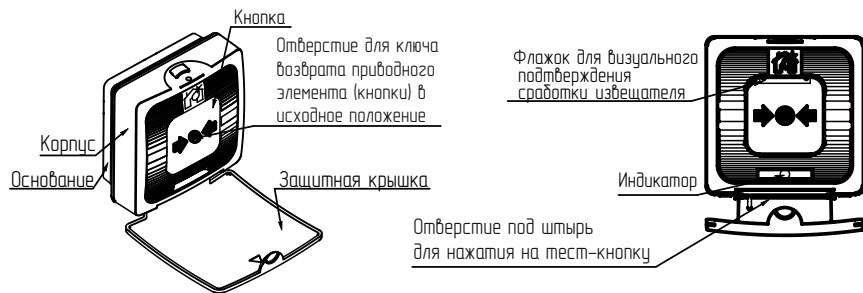 Кнопка
Отверстие для ключа
возврата приводного
элемента (кнопки) в
исходное положение
Корпус
Основание
Защитная крышка
Флажок для визуального
подтверждения
сработки извещателя
Индикатор
Отверстие под штырь
для нажатия на тест-кнопку